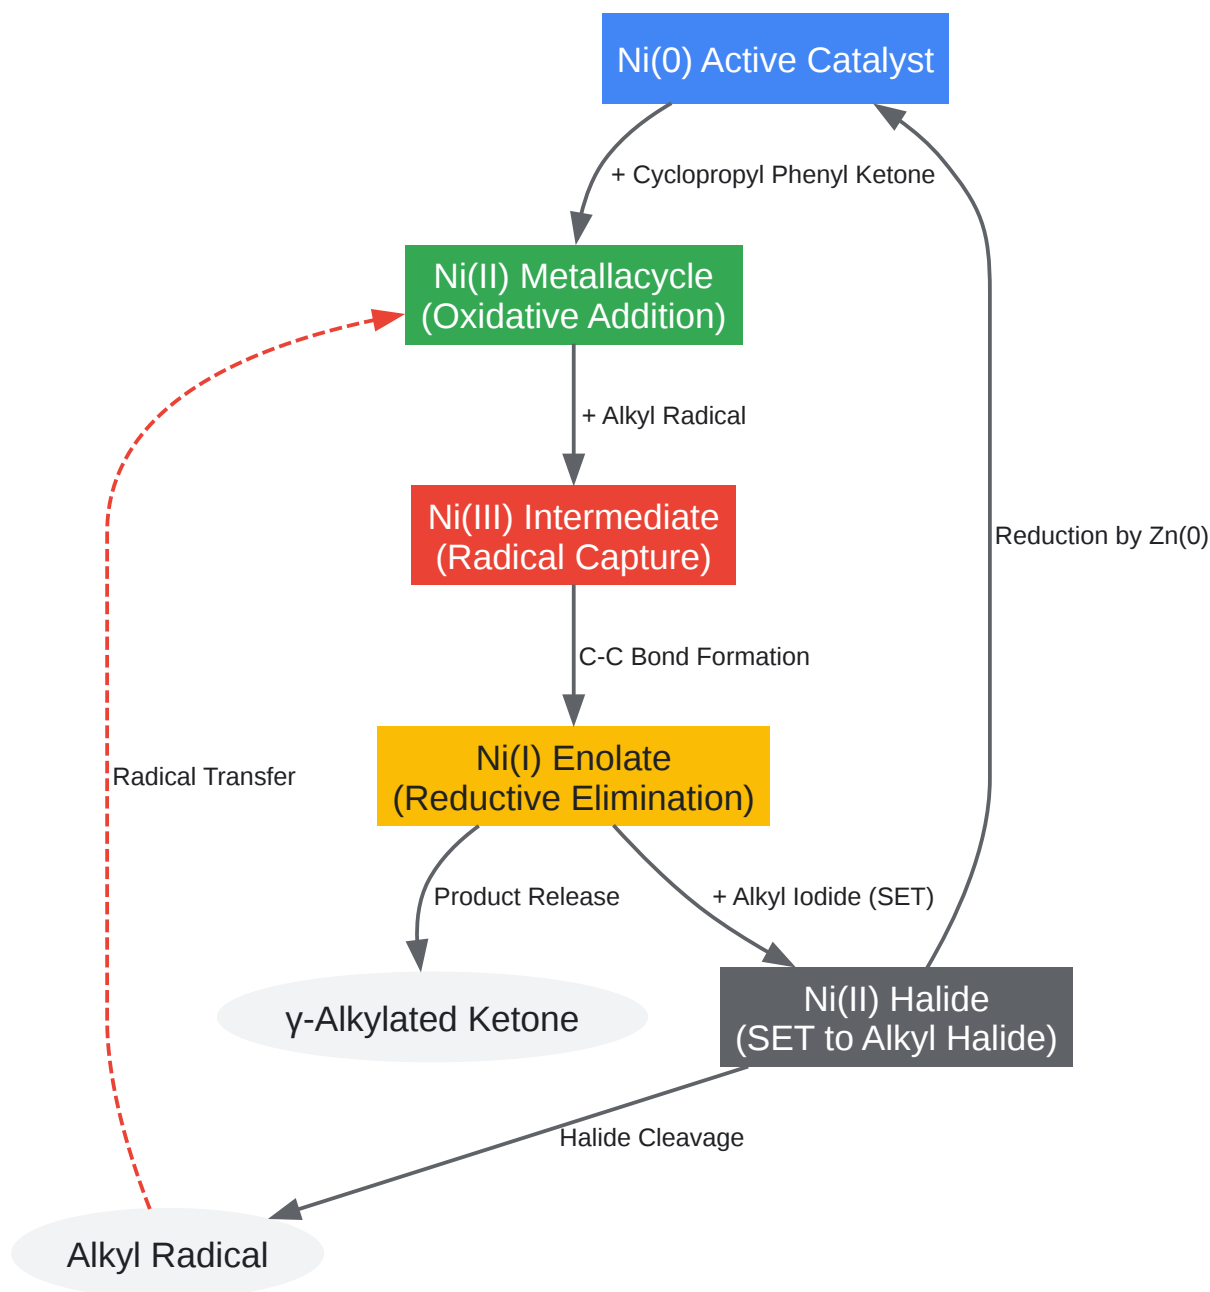 Ni(0) Active Catalyst
+ Cyclopropyl Phenyl Ketone
Ni(II) Metallacycle
(Oxidative Addition)
+ Alkyl Radical
Ni(III) Intermediate
(Radical Capture)
Reduction by Zn(0)
C-C Bond Formation
Ni(I) Enolate
(Reductive Elimination)
Radical Transfer
Product Release
+ Alkyl Iodide (SET)
γ-Alkylated Ketone
Ni(II) Halide
(SET to Alkyl Halide)
Halide Cleavage
Alkyl Radical